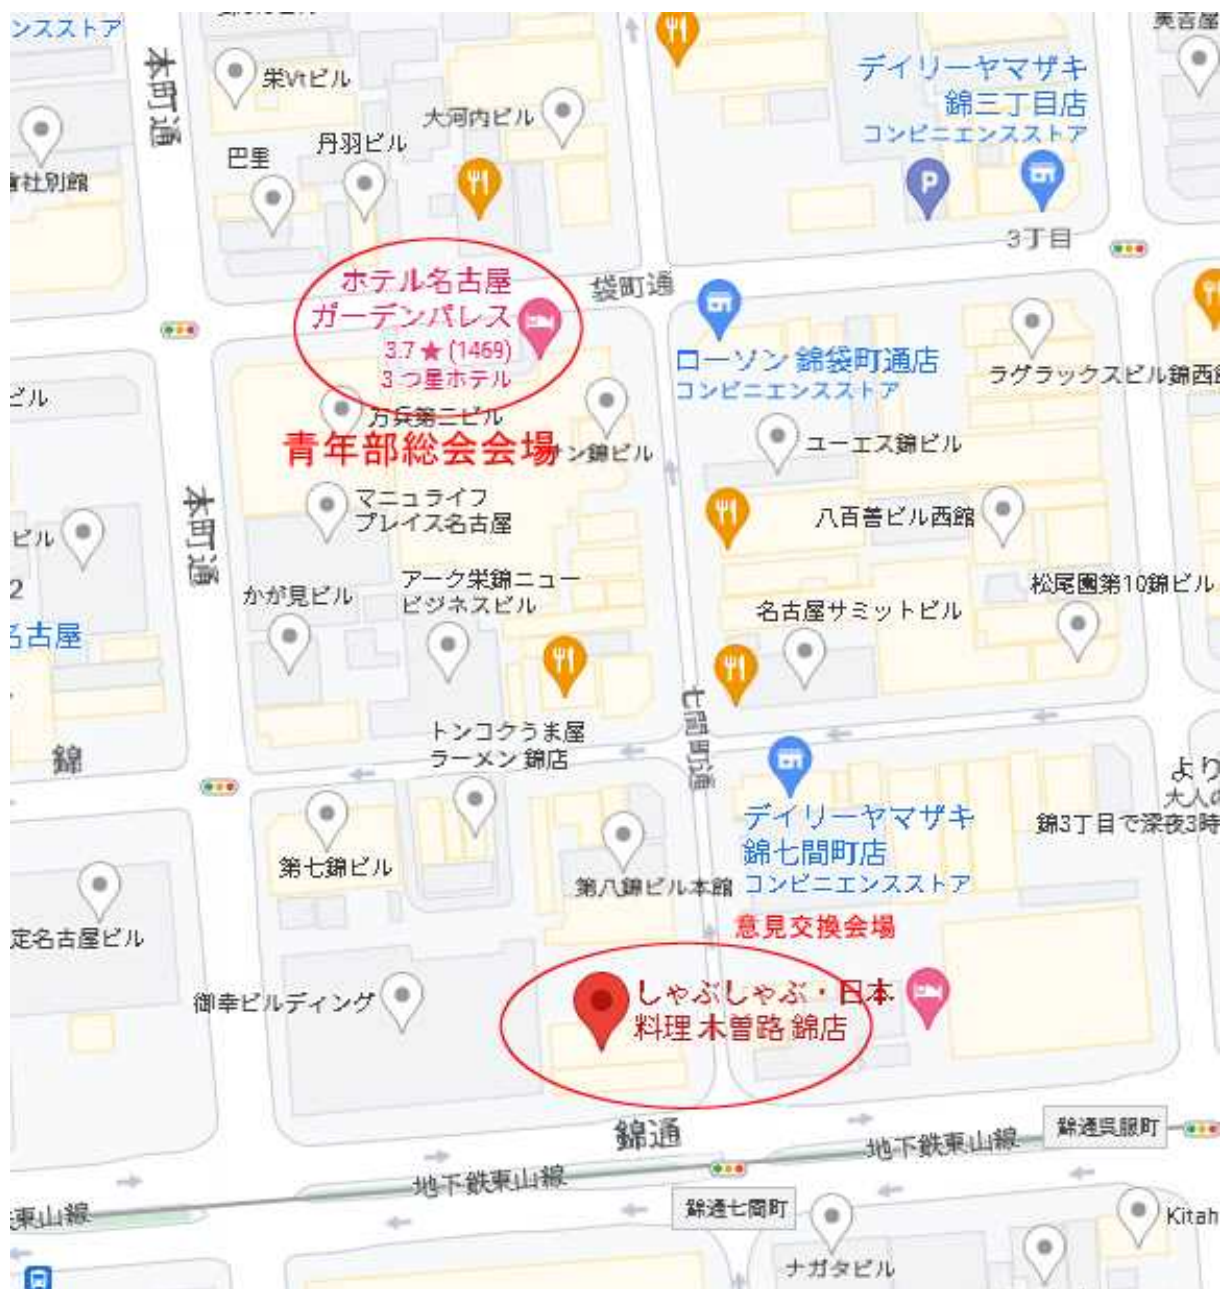 ンスストア
本町通
栄Vtビル
大河内ビル
丹羽ビル
巴里
デイリーヤマザキ
錦三丁目店
コンビニエンスストア
P
3丁目
ホテル名古屋
ガーデンパレス
3.7 ★ (1469)
3 つ星ホテル
袋町通
ローソン 錦袋町通店
コンビニエンスストア
万兵第二ビル
青年部総会会場
サン錦ビル
ビル
ユーエス錦ビル
本町通
マニュライフ
プレイス名古屋
八百善ビル西館
ビル
アーク栄錦ニュー
ビジネスビル
かが見ビル
松尾園第10錦ビル
名古屋サミットビル
2
名古屋
七間町通
トンコクうま屋
ラーメン 錦店
錦
デイリーヤマザキ
錦七間町店
コンビニエンスストア
より
大人の
錦3丁目で深夜3時
第七錦ビル
第八錦ビル本館
定名古屋ビル
意見交換会場
御幸ビルディング
しゃぶしゃぶ・日本
料理 木曽路 錦店
錦通
錦通呉服町
地下鉄東山線
地下鉄東山線
東山線
錦通七間町
Kitah
ナガタビル